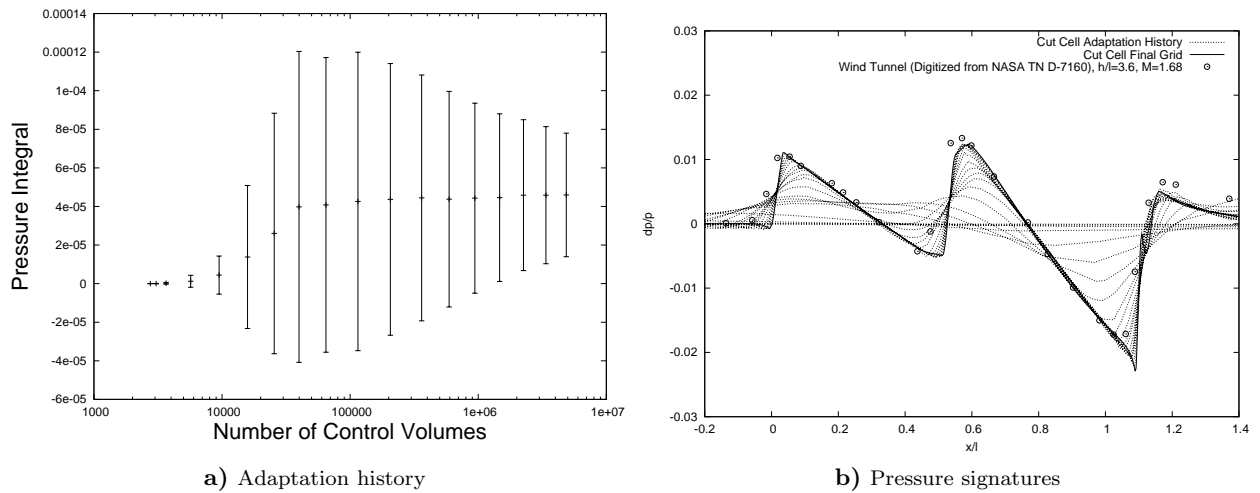 0.00014
0.00012
1e-04
8e-05
6e-05
4e-05
2e-05
0
-2e-05
-4e-05
-6e-05
Pressure Integral
1000
10000
100000
1e+06
1e+07
Number of Control Volumes
a) Adaptation history
0.03
0.02
0.01
0
-0.01
-0.02
-0.03
dp/p
Cut Cell Adaptation History
Cut Cell Final Grid
Wind Tunnel (Digitized from NASA TN D-7160), h/l=3.6, M=1.68
-0.2
0
0.2
0.4
0.6
0.8
1
1.2
1.4
x/l
b) Pressure signatures